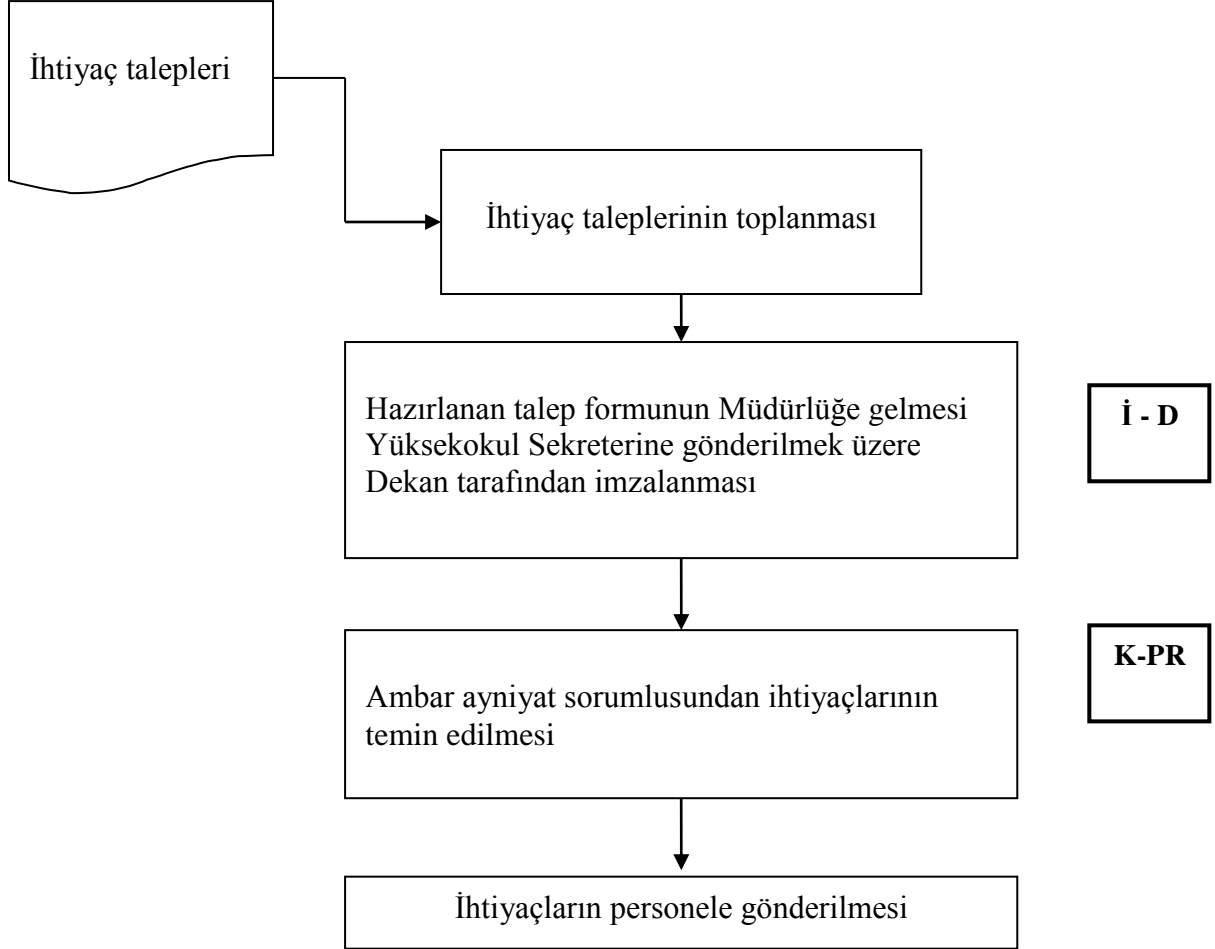 İhtiyaç talepleri
İhtiyaç taleplerinin toplanması
Hazırlanan talep formunun Müdürlüğe gelmesi
Yüksekokul Sekreterine gönderilmek üzere
Dekan tarafından imzalanması
İ - D
Ambar ayniyat sorumlusundan ihtiyaçlarının
temin edilmesi
K-PR
İhtiyaçların personele gönderilmesi